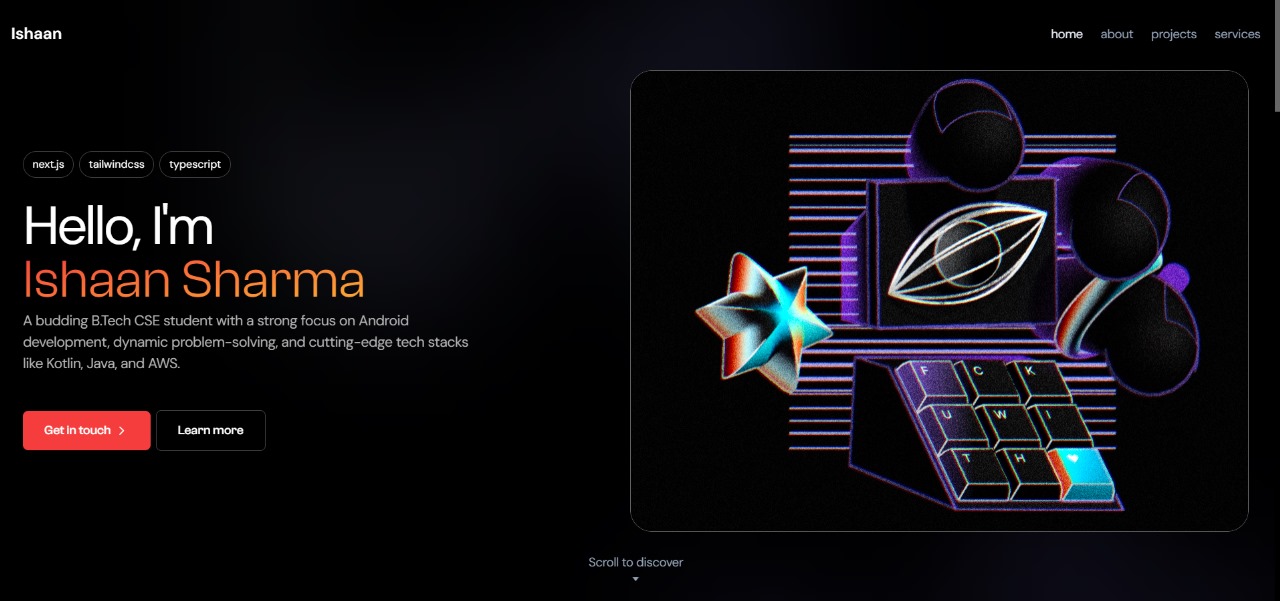 Ishaan
home about projects services
next.js tailwindcss typescript
Hello, I'm
Ishaan Sharma
A budding B.Tech CSE student with a strong focus on Android
development, dynamic problem-solving, and cutting-edge tech stacks
like Kotlin, Java, and AWS.
Get in touch
Learn more
F C K
U W I
T H
Scroll to discover